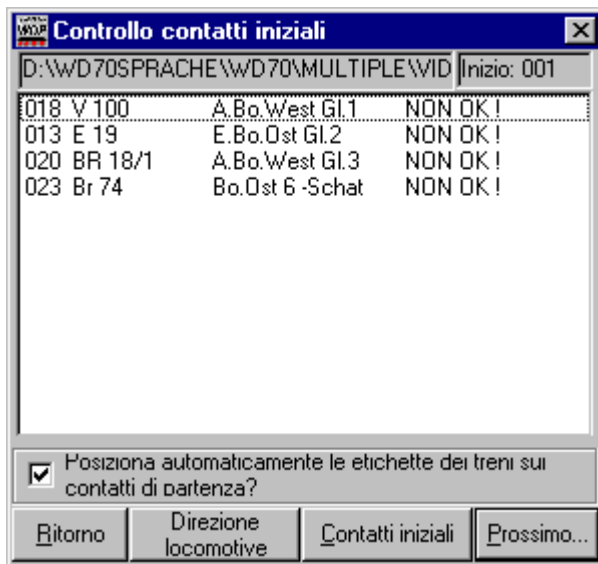 Controllo contatti iniziali
D:\WD70SPRACHE\WD70\MULTIPLE\VID Inizio: 001
018 V 100 A.Bo.West Gl.1 NON OK !
013 E 19 E.Bo.Ost Gl.2 NON OK !
020 BR 18/1 A.Bo.West Gl.3 NON OK !
023 Br 74 Bo.Ost 6 -Schat NON OK !
Posiziona automaticamente le etichette dei treni sui
contatti di partenza?
Ritorno Direzione locomotive Contatti iniziali Prossimo...